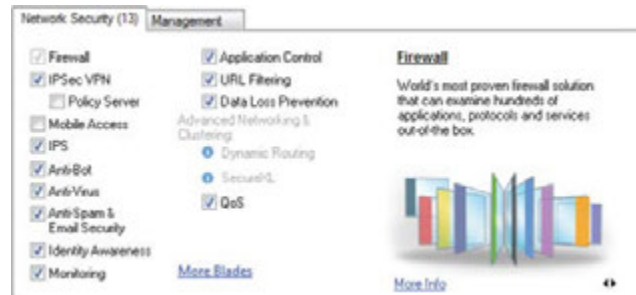 Network Security (13)
Management
Firewall
IPSec VPN
Policy Server
Mobile Access
IPS
Anti-Bot
Anti-Virus
Anti-Spam &
Email Security
Identity Awareness
Monitoring
Application Control
URL Filtering
Data Loss Prevention
Advanced Networking &
Clustering:
Dynamic Routing
SecureXL
QoS
More Blades
Firewall
World's most proven firewall solution
that can examine hundreds of
applications, protocols and services
out-of-the box.
More Info